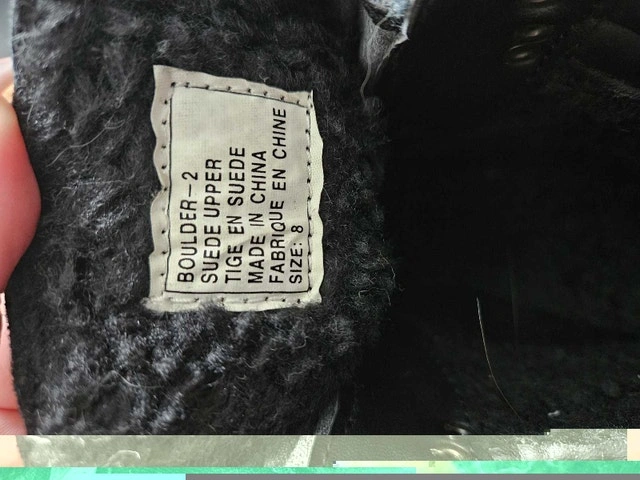 BOULDER-2
SUEDE UPPER
TIGE EN SUEDE
MADE IN CHINA
FABRIQUE EN CHINE
SIZE: 8